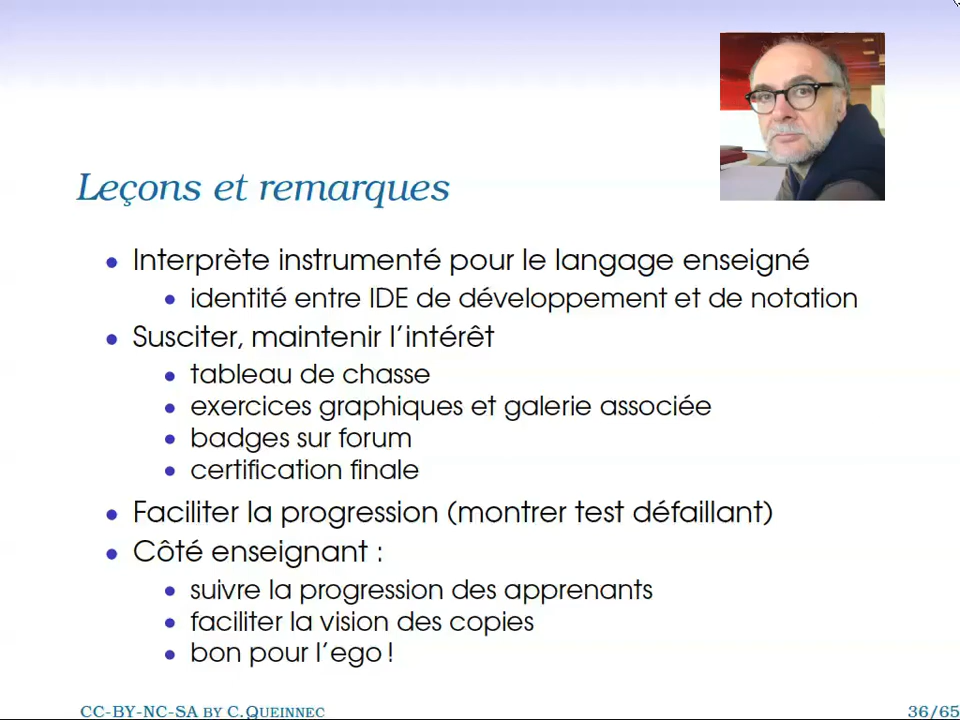 Leçons et remarques
Interprète instrumenté pour le langage enseigné
identité entre IDE de développement et de notation
Susciter, maintenir l'intérêt
tableau de chasse
exercices graphiques et galerie associée
badges sur forum
certification finale
Faciliter la progression (montrer test défaillant)
Côté enseignant :
suivre la progression des apprenants
faciliter la vision des copies
bon pour l'ego !
CC-BY-NC-SA BY C.QUEINNEC 36/65